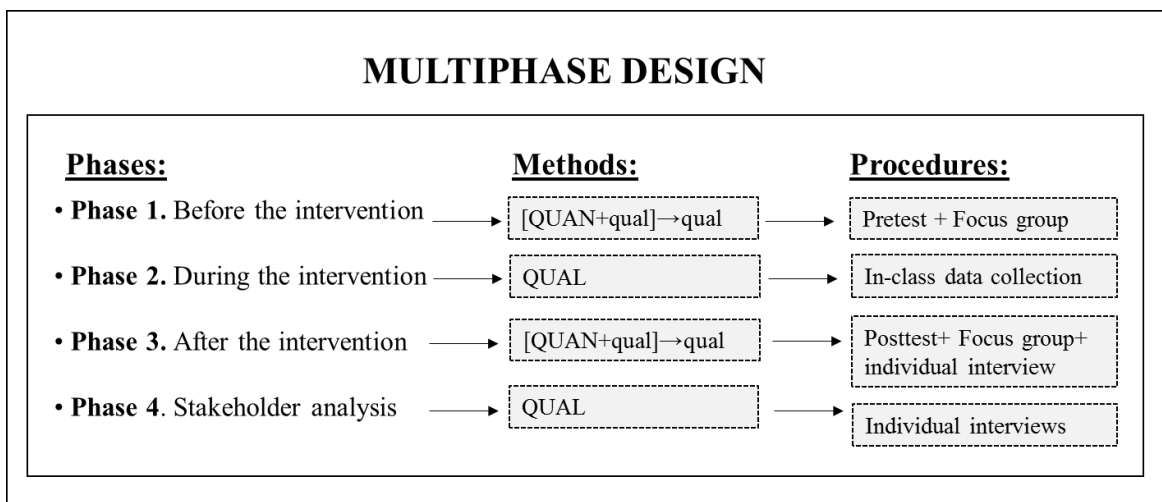 MULTIPHASE DESIGN
Phases: Methods: Procedures:
• Phase 1. Before the intervention [QUAN+qual]→qual Pretest + Focus group
• Phase 2. During the intervention QUAL In-class data collection
• Phase 3. After the intervention [QUAN+qual]→qual Posttest+ Focus group+
individual interview
• Phase 4. Stakeholder analysis QUAL Individual interviews